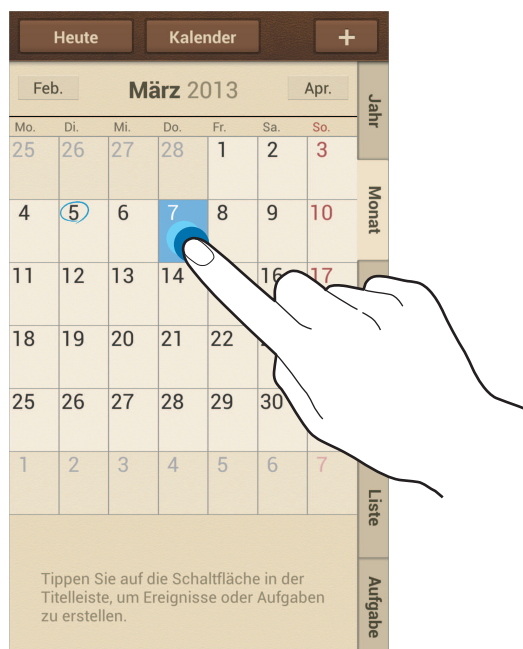 Heute Kalender +
Feb. März 2013 Apr.
Jahr
Mo. Di. Mi. Do. Fr. Sa. So.
25 26 27 28 1 2 3
Monat
4 5 6 7 8 9 10
11 12 13 14 16 17
18 19 20 21 22
25 26 27 28 29 30
1 2 3 4 5 6 7
Liste
Tippen Sie auf die Schaltfläche in der
Titelleiste, um Ereignisse oder Aufgaben
zu erstellen.
Aufgabe